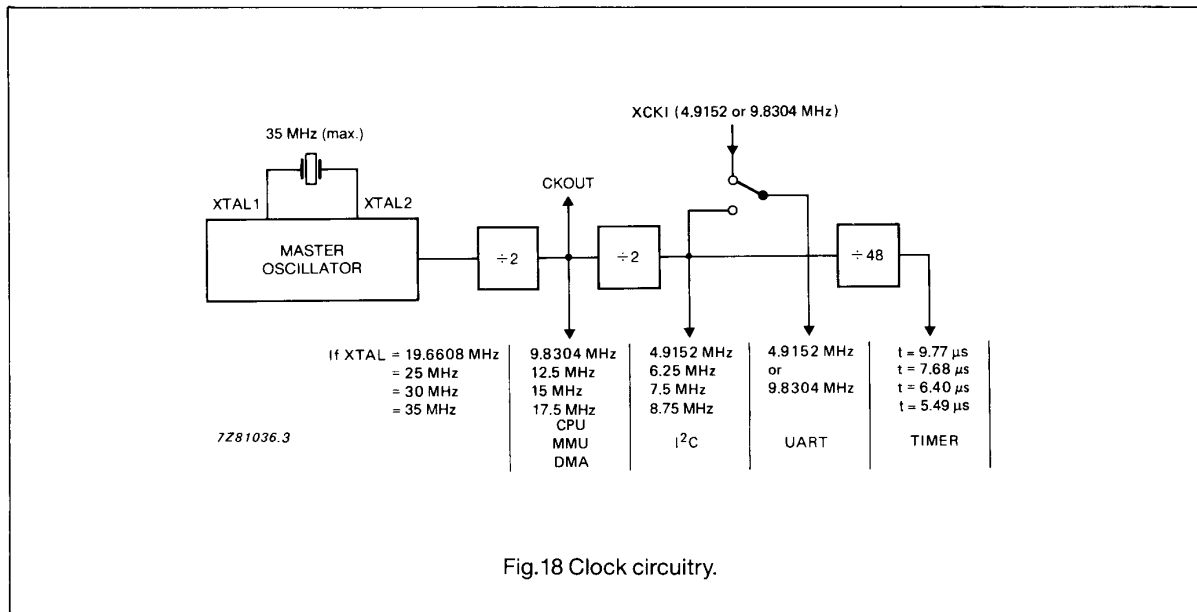 XCKI (4.9152 or 9.8304 MHz)
35 MHz (max.)
CKOUT
XTAL1
XTAL2
MASTER
OSCILLATOR
÷2
÷2
÷48
If XTAL = 19.6608 MHz
= 25 MHz
= 30 MHz
= 35 MHz
9.8304 MHz
12.5 MHz
15 MHz
17.5 MHz
CPU
MMU
DMA
4.9152 MHz
6.25 MHz
7.5 MHz
8.75 MHz
I²C
4.9152 MHz
or
9.8304 MHz
UART
t = 9.77 µs
t = 7.68 µs
t = 6.40 µs
t = 5.49 µs
TIMER
7Z81036.3
Fig.18 Clock circuitry.